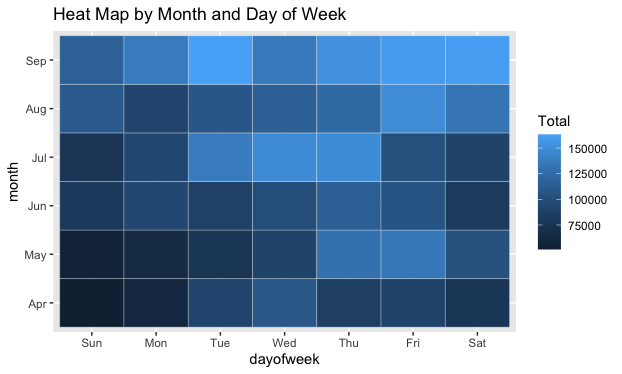 Heat Map by Month and Day of Week
month
Sep
Aug
Jul
Jun
May
Apr
Sun Mon Tue Wed Thu Fri Sat
dayofweek
Total
150000
125000
100000
75000